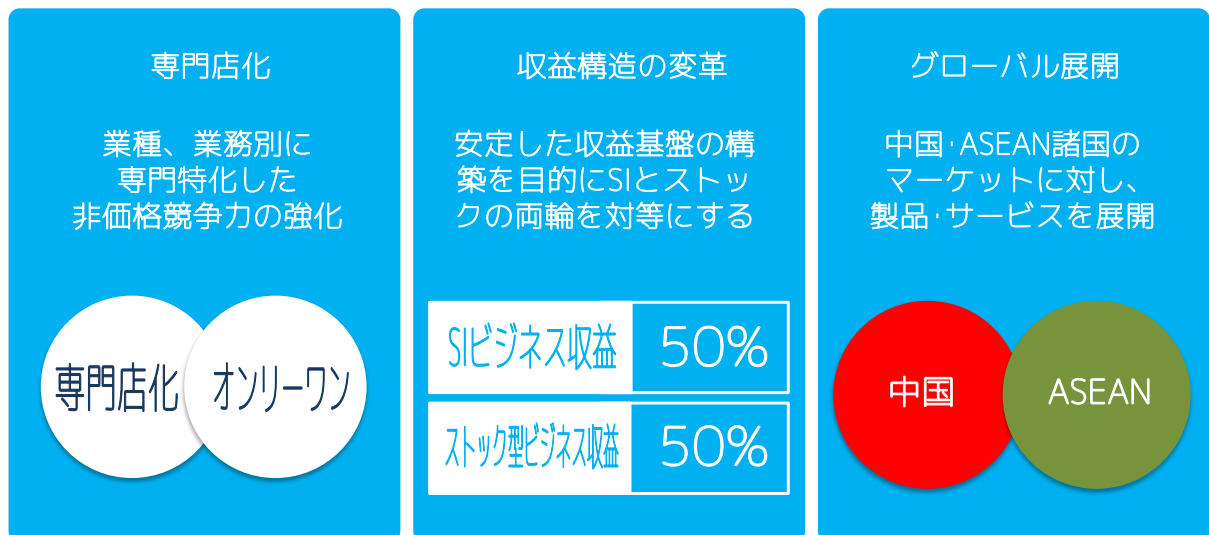 専門店化
業種、業務別に
専門特化した
非価格競争力の強化
専門店化
オンリーワン
収益構造の変革
安定した収益基盤の構
築を目的にSIとストッ
クの両輪を対等にする
SIビジネス収益
50%
ストック型ビジネス収益
50%
グローバル展開
中国・ASEAN諸国の
マーケットに対し、
製品・サービスを展開
中国
ASEAN